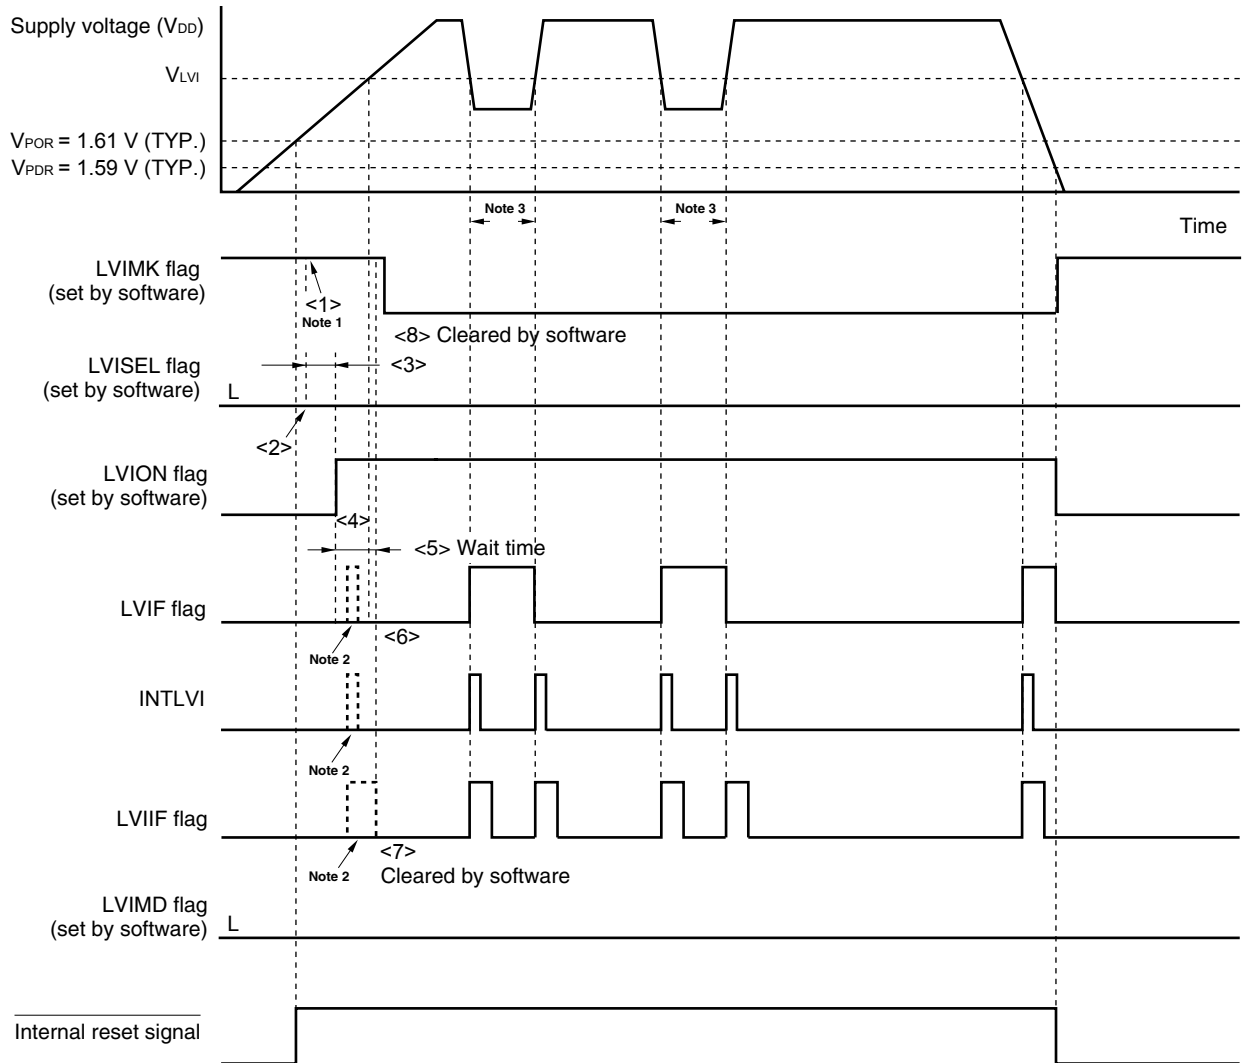 Supply voltage (VDD)
VLVI
VPOR = 1.61 V (TYP.)
VPDR = 1.59 V (TYP.)
Note 3
Note 3
Time
LVIMK flag
(set by software)
<1>
Note 1
<8> Cleared by software
LVISEL flag
(set by software)
L
<3>
<2>
LVION flag
(set by software)
<4>
<5> Wait time
LVIF flag
Note 2
<6>
INTLVI
Note 2
LVIIF flag
Note 2
<7>
Cleared by software
LVIMD flag
(set by software)
L
Internal reset signal